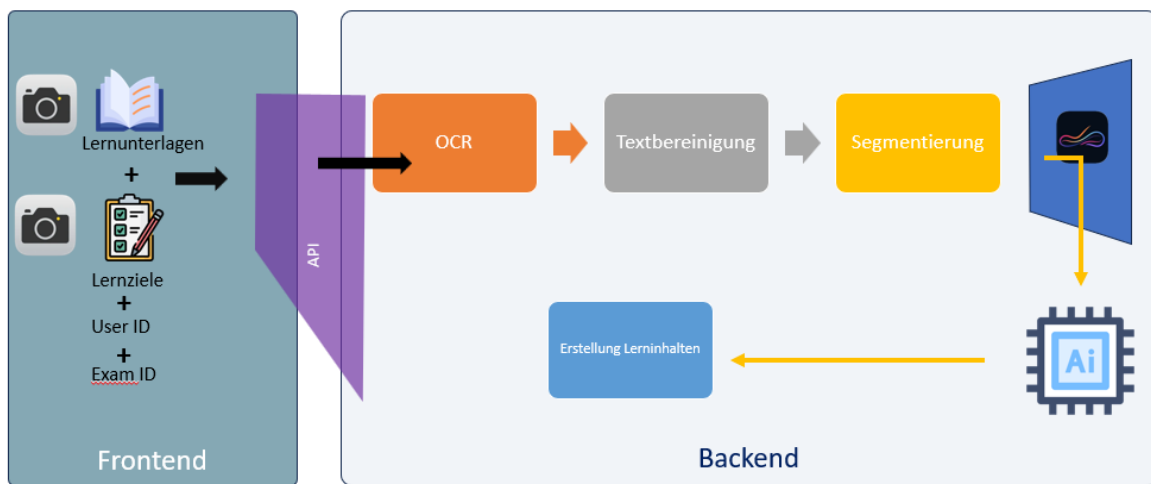 Lernunterlagen
+
Lernziele
+
User ID
+
Exam ID
Frontend
API
OCR
Textbereinigung
Segmentierung
Ai
Erstellung Lerninhalten
Backend